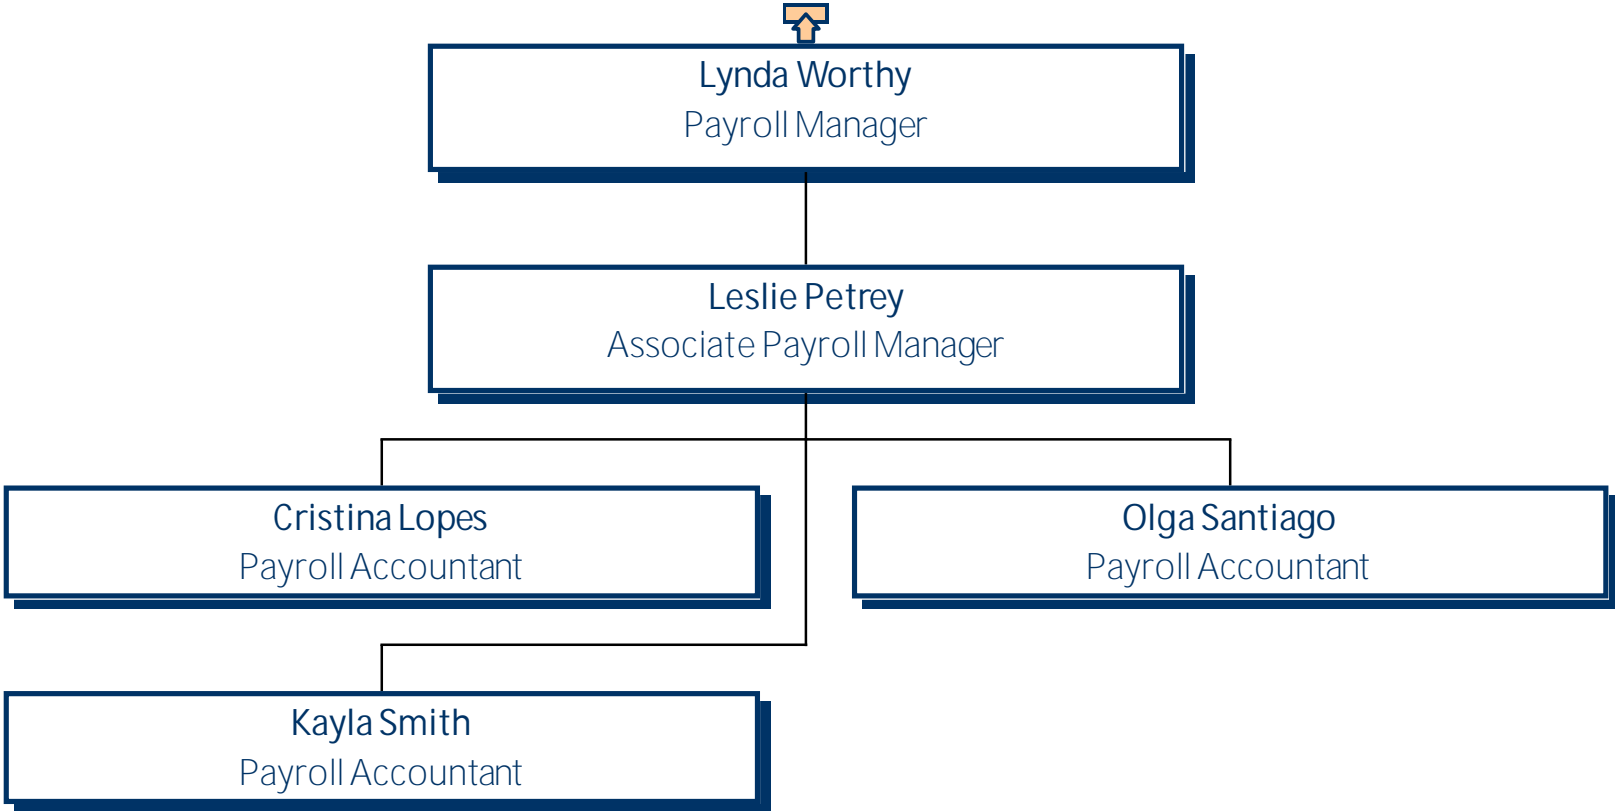 Lynda Worthy
Payroll Manager
Leslie Petrey
Associate Payroll Manager
Cristina Lopes
Payroll Accountant
Olga Santiago
Payroll Accountant
Kayla Smith
Payroll Accountant